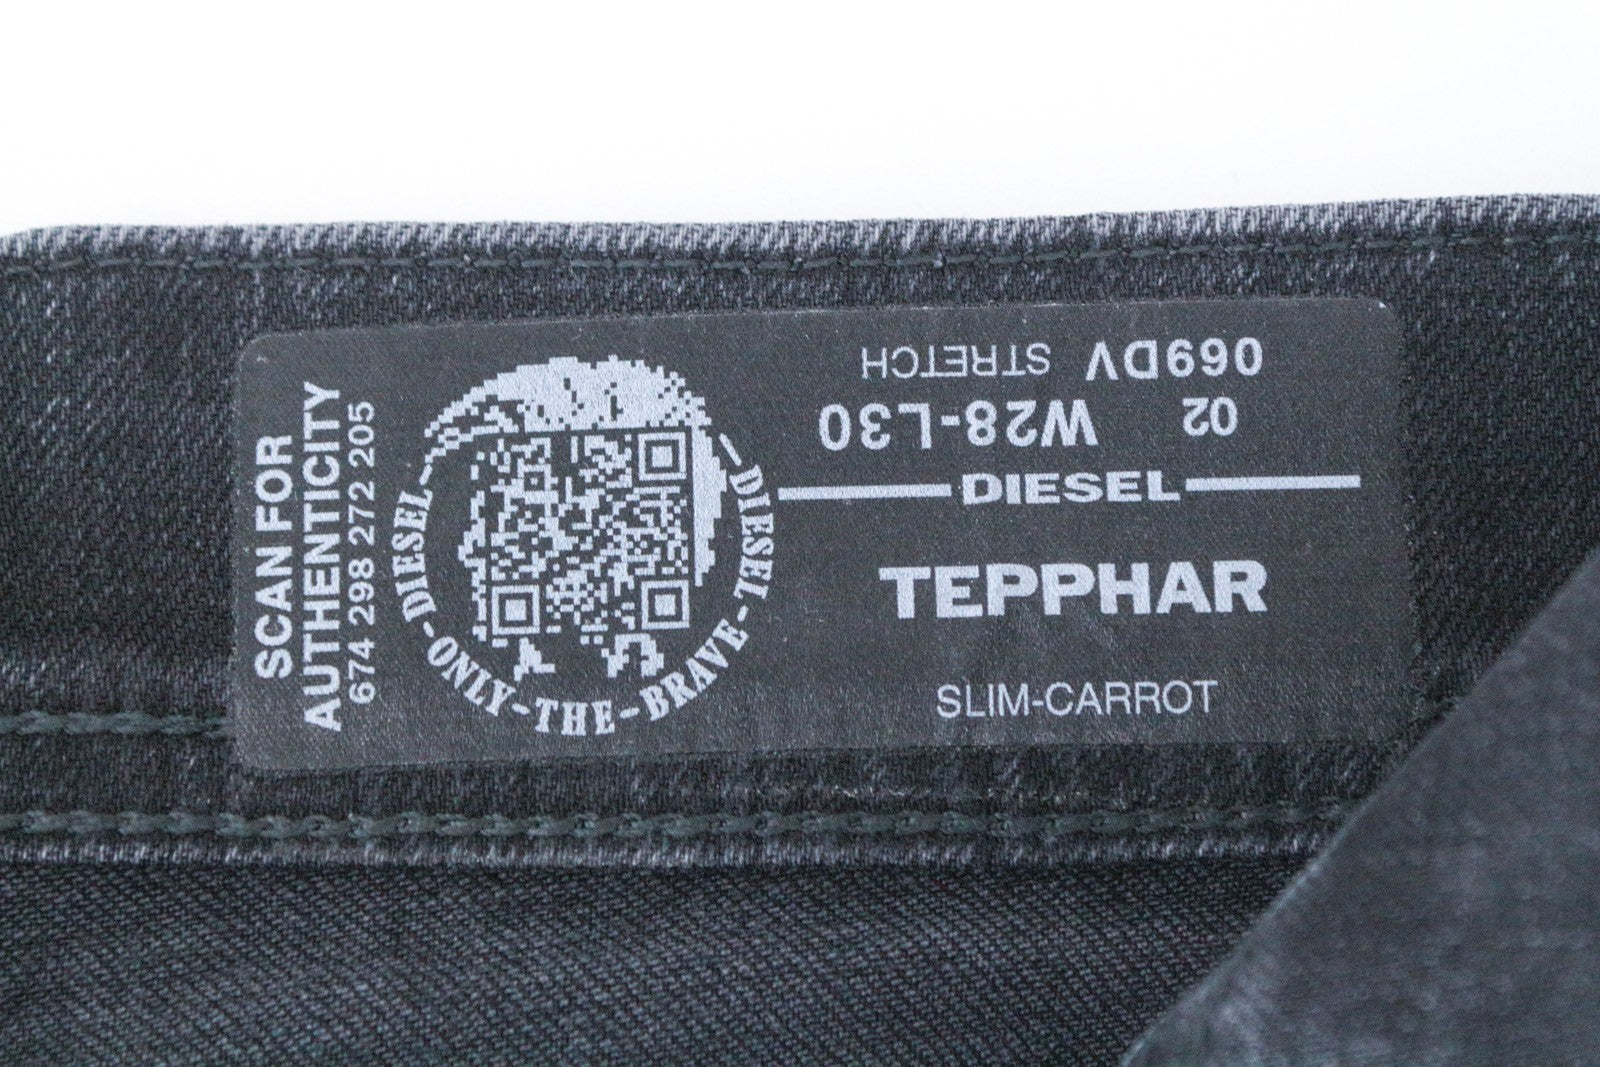 SCAN FOR
AUTHENTICITY
674 298 272 205
DIESEL-ONLY-THE-BRAVE-DIESEL
069DV STRETCH
02 W28-L30
DIESEL
TEPPHAR
SLIM-CARROT